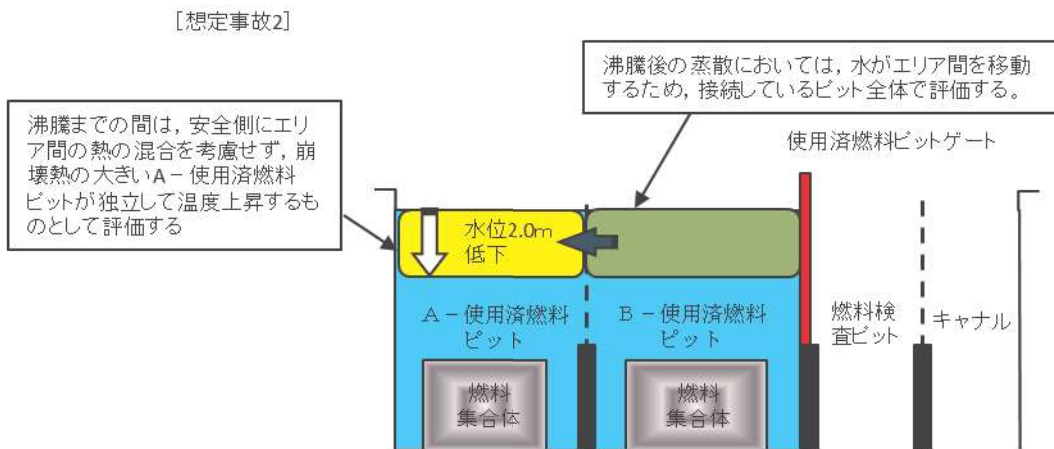 [想定事故2]
沸騰後の蒸散においては,水がエリア間を移動
するため,接続しているピット全体で評価する。
沸騰までの間は,安全側にエリ
ア間の熱の混合を考慮せず,崩
壊熱の大きいA-使用済燃料
ピットが独立して温度上昇するも
のとして評価する
使用済燃料ピットゲート
水位2.0m
低下
A-使用済燃料
ピット
B-使用済燃料
ピット
燃料検
査ピット
キャナル
燃料
集合体
燃料
集合体